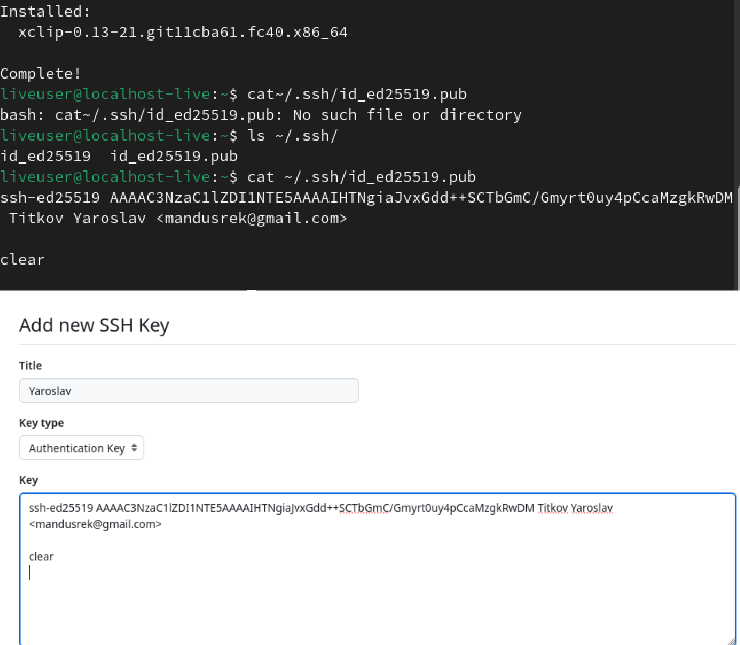 Installed:
xclip-0.13-21.git11cba61.fc40.x86_64
Complete!
liveuser@localhost-live:~$ cat~/.ssh/id_ed25519.pub
bash: cat~/.ssh/id_ed25519.pub: No such file or directory
liveuser@localhost-live:~$ ls ~/.ssh/
id_ed25519  id_ed25519.pub
liveuser@localhost-live:~$ cat ~/.ssh/id_ed25519.pub
ssh-ed25519 AAAAC3NzaC1lZDI1NTE5AAAAIHTNgiaJvxGdd++SCTbGmC/Gmyrt0uy4pCcaMzgkRwDM
Titkov Yaroslav <mandusrek@gmail.com>
clear
Add new SSH Key
Title
Yaroslav
Key type
Authentication Key
Key
ssh-ed25519 AAAAC3NzaC1lZDI1NTE5AAAAIHTNgiaJvxGdd++SCTbGmC/Gmyrt0uy4pCcaMzgkRwDM Titkov Yaroslav
<mandusrek@gmail.com>
clear